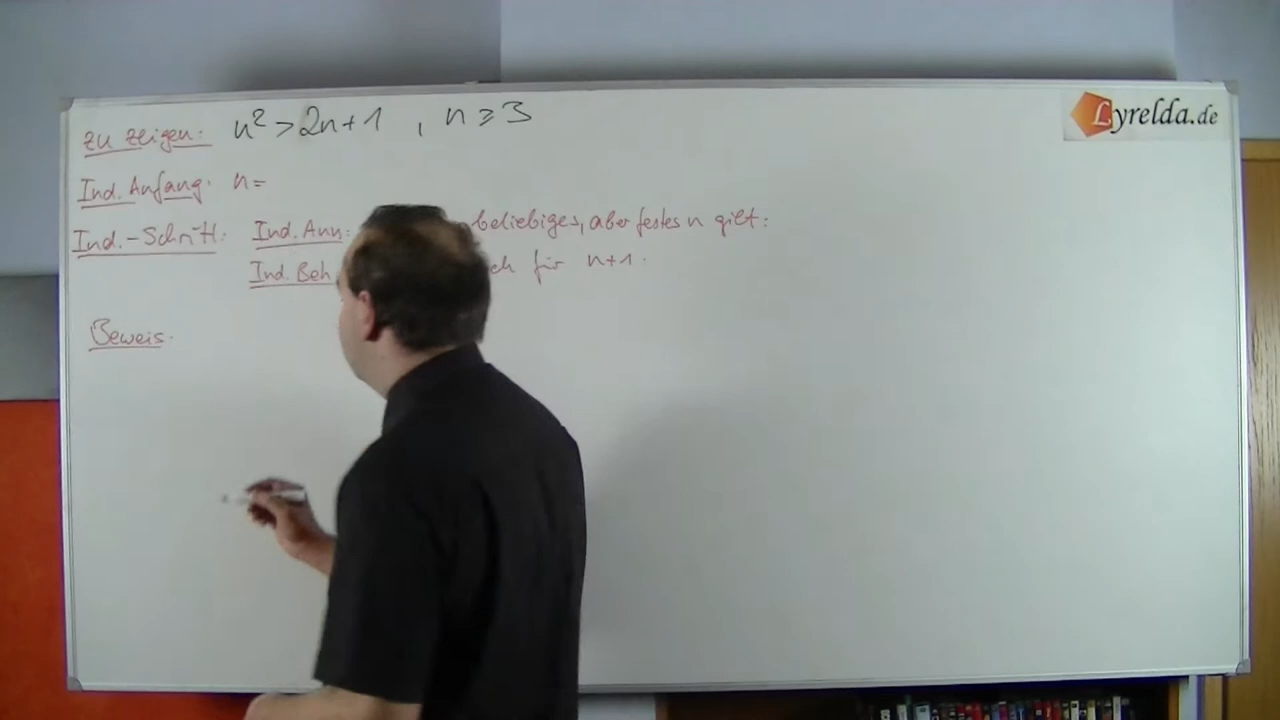 zu zeigen: n² > 2n+1 , n ≥ 3
Lyrelda.de
Ind. Anfang: n=
Ind.-Schritt: Ind. Ann: beliebiges, aber festes n gilt:
Ind. Beh für n+1.
Beweis.